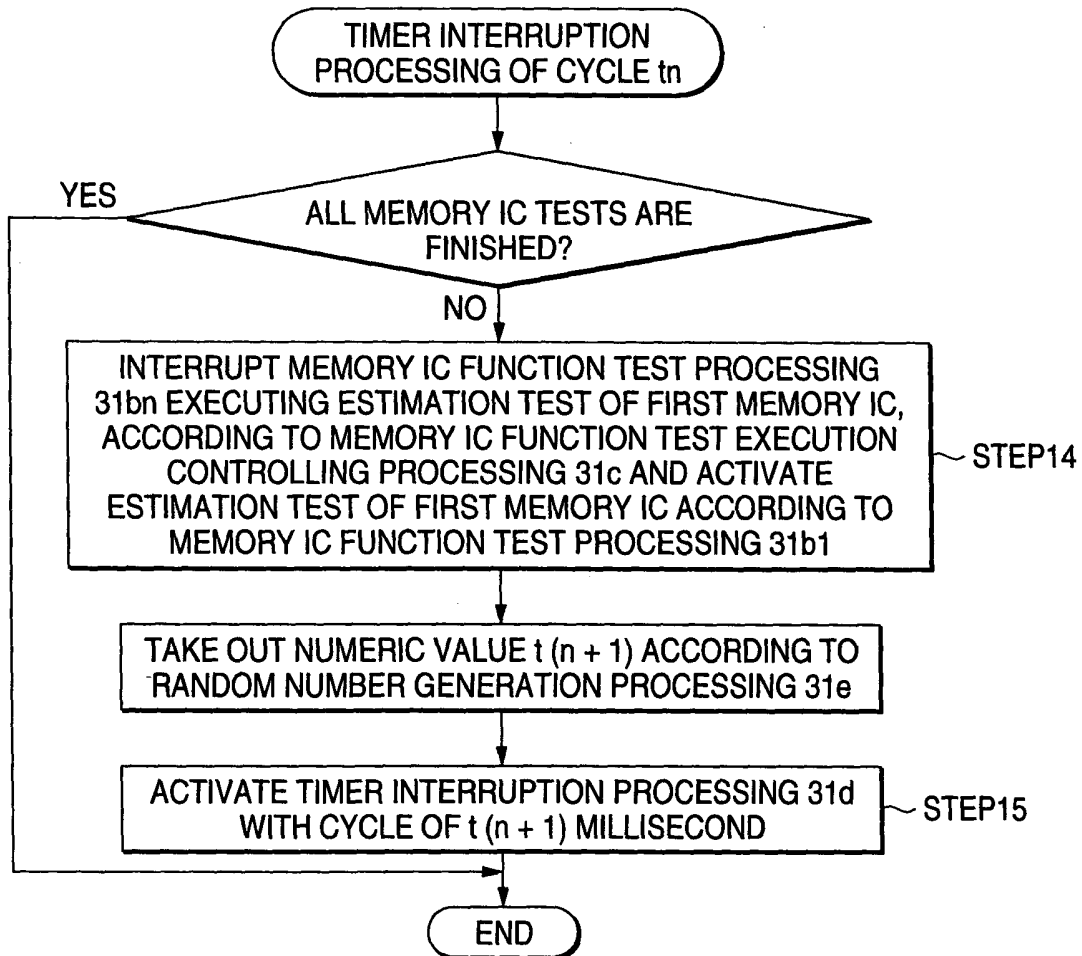 TIMER INTERRUPTION
PROCESSING OF CYCLE tn
YES
ALL MEMORY IC TESTS ARE
FINISHED?
NO
INTERRUPT MEMORY IC FUNCTION TEST PROCESSING
31bn EXECUTING ESTIMATION TEST OF FIRST MEMORY IC,
ACCORDING TO MEMORY IC FUNCTION TEST EXECUTION
CONTROLLING PROCESSING 31c AND ACTIVATE
ESTIMATION TEST OF FIRST MEMORY IC ACCORDING TO
MEMORY IC FUNCTION TEST PROCESSING 31b1
STEP14
TAKE OUT NUMERIC VALUE t (n + 1) ACCORDING TO
RANDOM NUMBER GENERATION PROCESSING 31e
ACTIVATE TIMER INTERRUPTION PROCESSING 31d
WITH CYCLE OF t (n + 1) MILLISECOND
STEP15
END